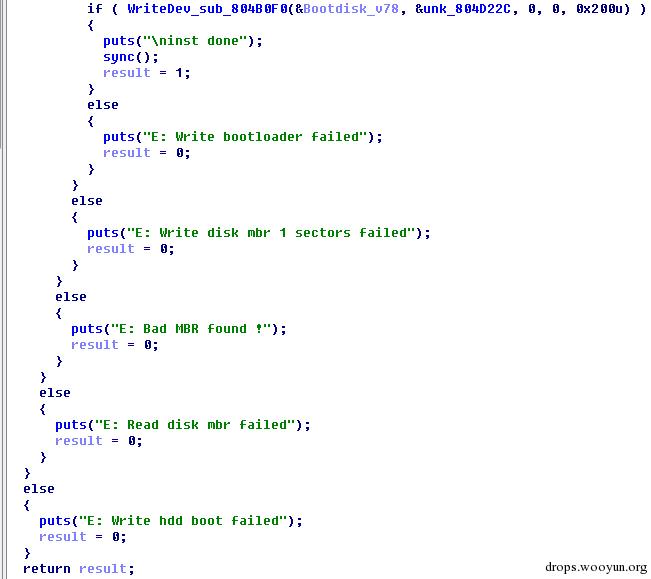 if ( WriteDev_sub_804B0F0(&Bootdisk_v78, &unk_804D22C, 0, 0, 0x200u) )
{
puts("\ninst done");
sync();
result = 1;
}
else
{
puts("E: Write bootloader failed");
result = 0;
}
}
else
{
puts("E: Write disk mbr 1 sectors failed");
result = 0;
}
}
else
{
puts("E: Bad MBR found !");
result = 0;
}
}
else
{
puts("E: Read disk mbr failed");
result = 0;
}
}
else
{
puts("E: Write hdd boot failed");
result = 0;
}
return result;
drops.wooyun.org